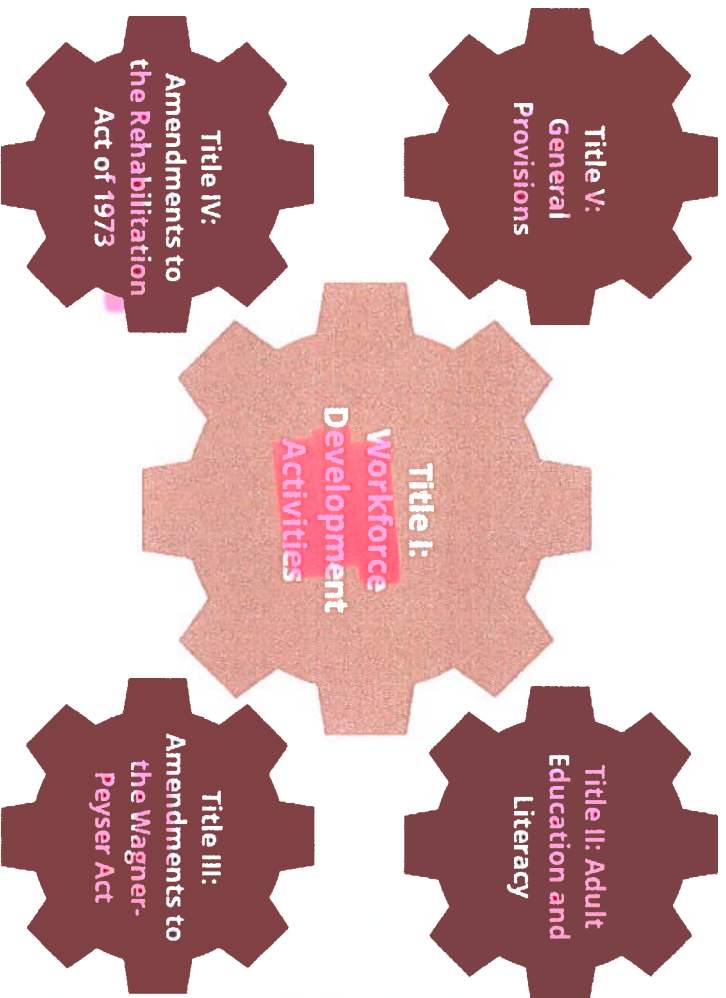 Title V:
General
Provisions
Title II: Adult
Education and
Literacy
Title I:
Workforce
Development
Activities
Title IV:
Amendments to
the Rehabilitation
Act of 1973
Title III:
Amendments to
the Wagner-
Peyser Act